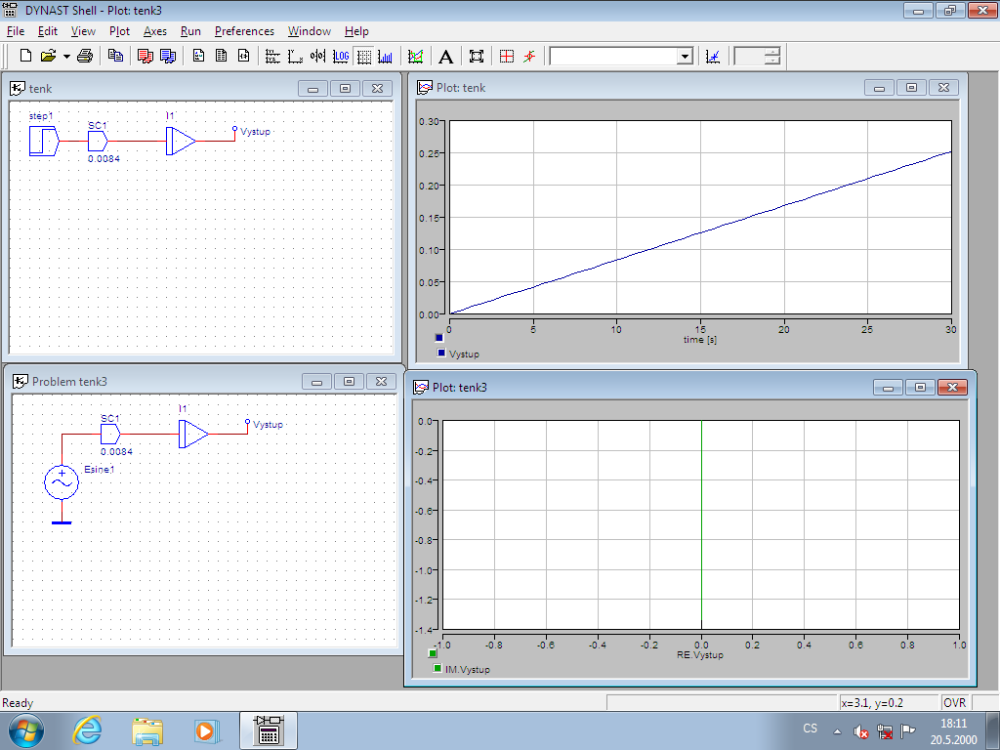 DYNAST Shell - Plot: tenk3
File Edit View Plot Axes Run Preferences Window Help
LOG A
tenk
step1
SC1
0.0084
I1
Vystup
Plot: tenk
0.30
0.25
0.20
0.15
0.10
0.05
0.00
0 5 10 15 20 25 30
time [s]
Vystup
Problem tenk3
SC1
0.0084
I1
Vystup
Esine1
Plot: tenk3
0.0
-0.2
-0.4
-0.6
-0.8
-1.0
-1.2
-1.4
-1.0 -0.8 -0.6 -0.4 -0.2 0.0 0.2 0.4 0.6 0.8 1.0
RE.Vystup
IM.Vystup
Ready
x=3.1, y=0.2
OVR
CS
18:11
20.5.2000